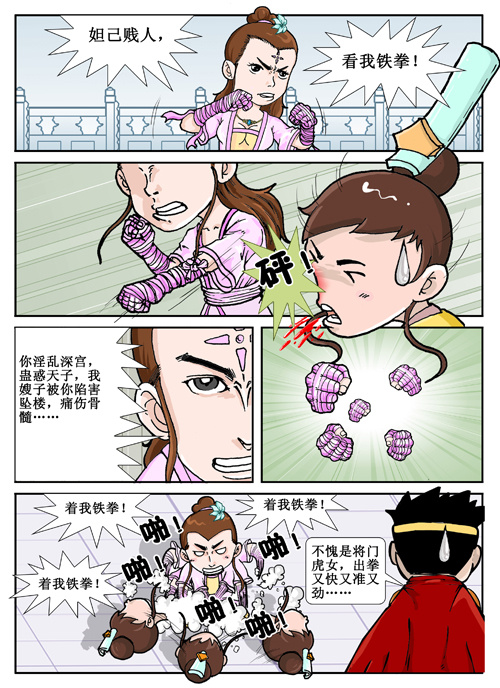 妲己贱人，
看我铁拳！
砰！
你淫乱深宫，
蛊惑天子，我
嫂子被你陷害
坠楼，痛伤骨
髓……
着我铁拳！
着我铁拳！
着我铁拳！
啪！
啪！
啪！
啪！
啪！
不愧是将门
虎女，出拳
又快又准又
劲……